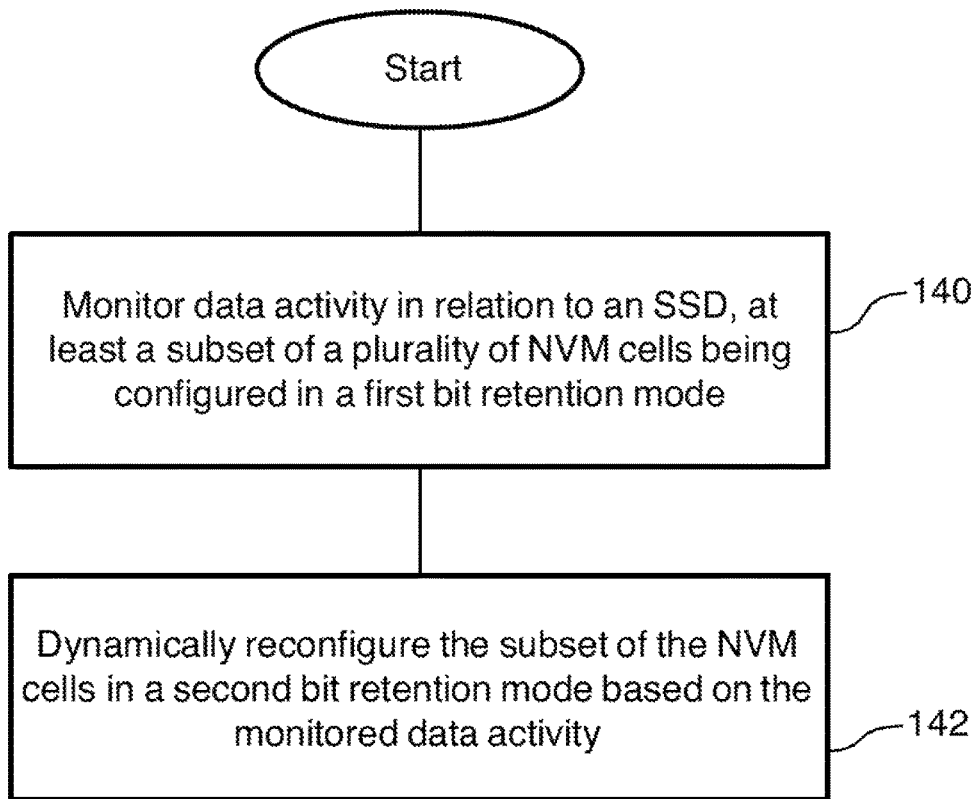 Start
Monitor data activity in relation to an SSD, at
least a subset of a plurality of NVM cells being
configured in a first bit retention mode
140
Dynamically reconfigure the subset of the NVM
cells in a second bit retention mode based on the
monitored data activity
142